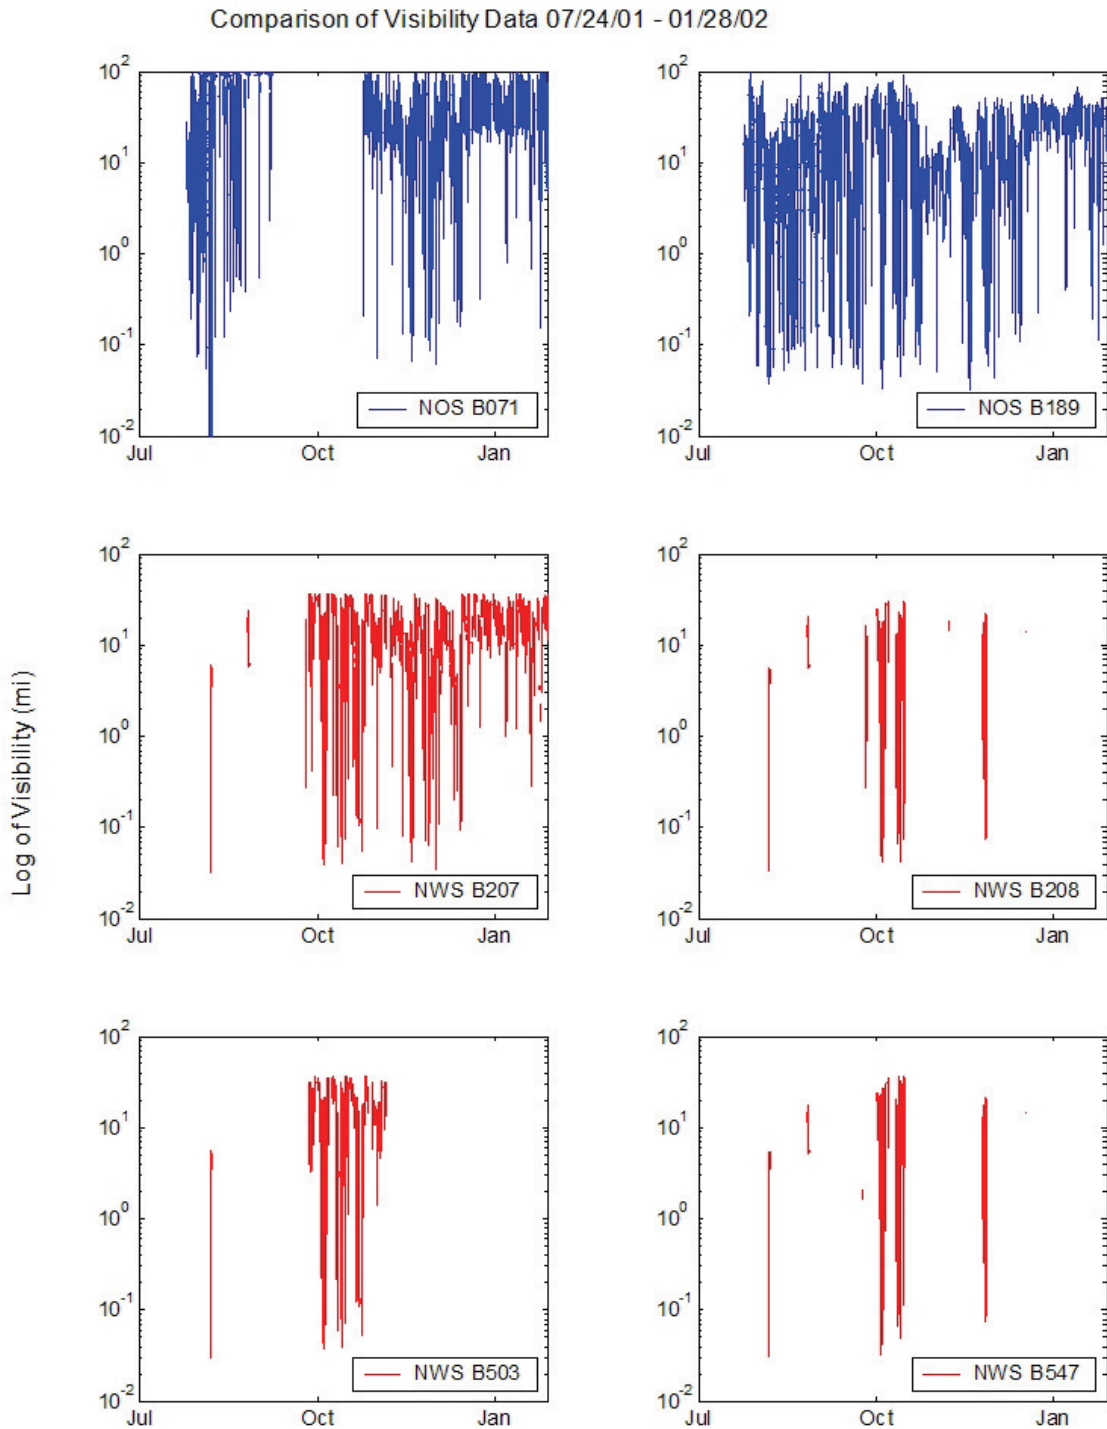 Comparison of Visibility Data 07/24/01 - 01/28/02
10^2
10^1
10^0
10^-1
10^-2
Jul Oct Jan
NOS B071
10^2
10^1
10^0
10^-1
10^-2
Jul Oct Jan
NOS B189
Log of Visibility (mi)
10^2
10^1
10^0
10^-1
10^-2
Jul Oct Jan
NWS B207
10^2
10^1
10^0
10^-1
10^-2
Jul Oct Jan
NWS B208
10^2
10^1
10^0
10^-1
10^-2
Jul Oct Jan
NWS B503
10^2
10^1
10^0
10^-1
10^-2
Jul Oct Jan
NWS B547